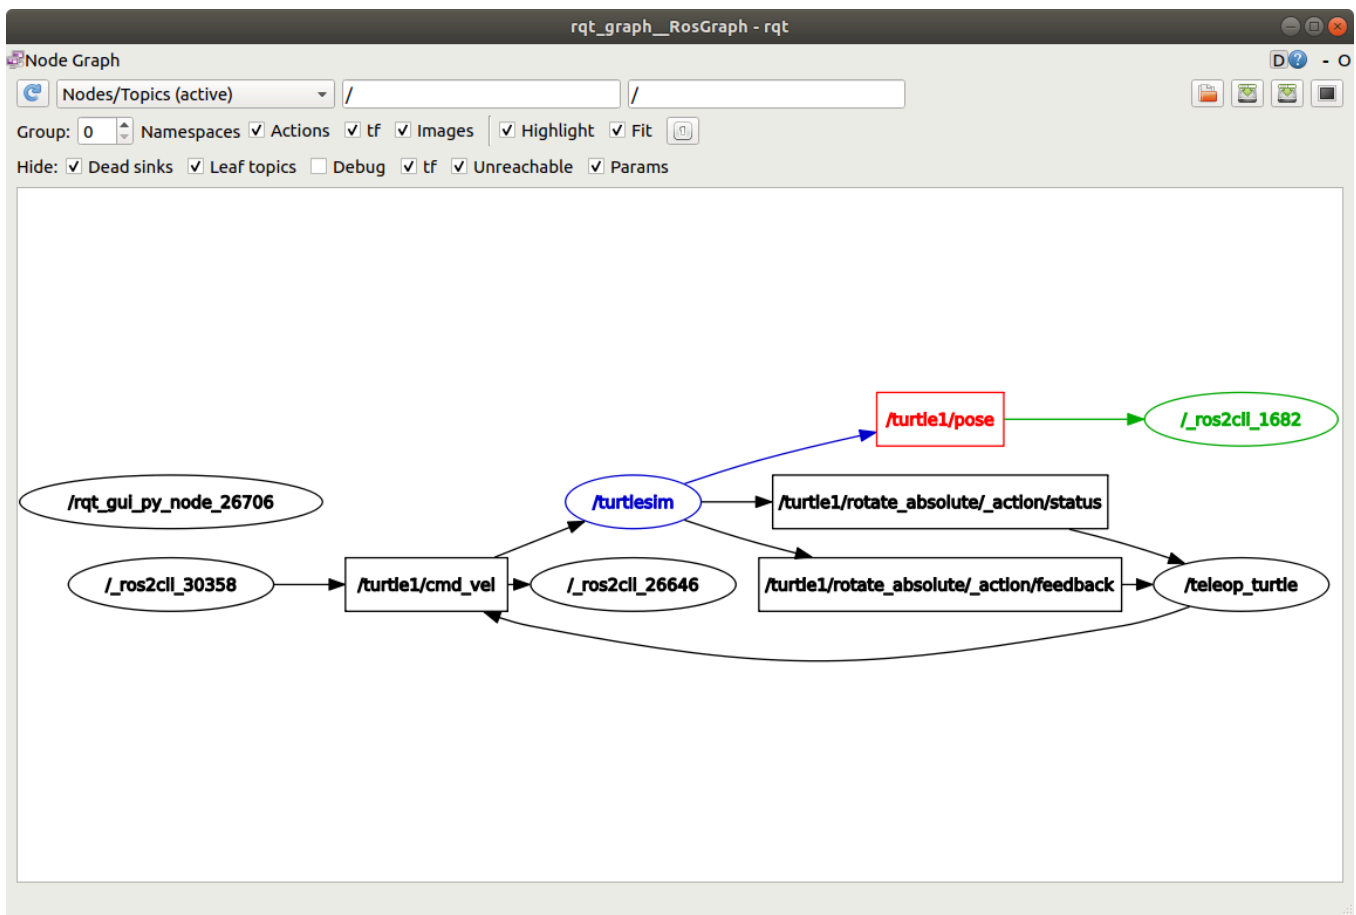 rqt_graph__RosGraph - rqt
Node Graph
D ? - O
Nodes/Topics (active) / /
Group: 0 Namespaces Actions tf Images Highlight Fit
Hide: Dead sinks Leaf topics Debug tf Unreachable Params
/turtle1/pose /_ros2cli_1682
/rqt_gui_py_node_26706 /turtlesim /turtle1/rotate_absolute/_action/status
/_ros2cli_30358 /turtle1/cmd_vel /_ros2cli_26646 /turtle1/rotate_absolute/_action/feedback /teleop_turtle